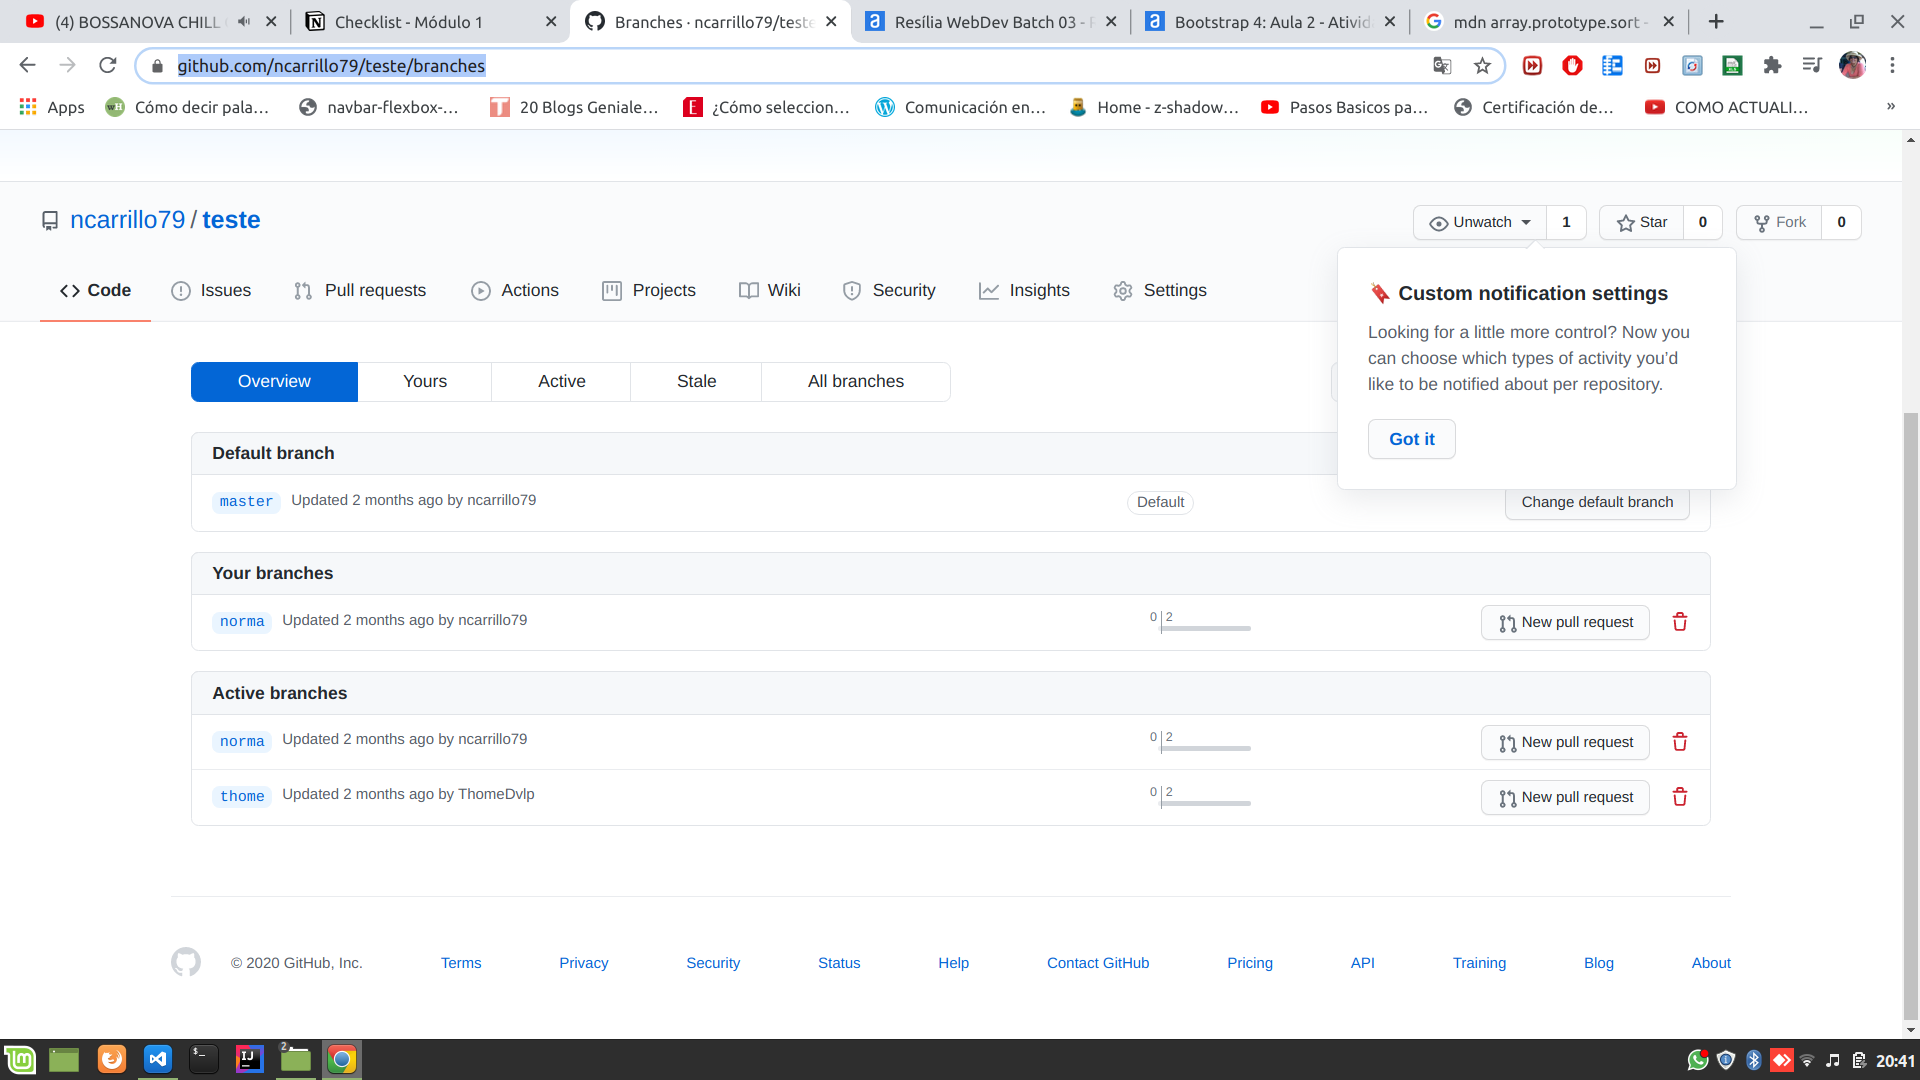 (4) BOSSANOVA CHILL
Checklist - Módulo 1
Branches · ncarrillo79/teste
Resília WebDev Batch 03 -
Bootstrap 4: Aula 2 - Ativid
mdn array.prototype.sort -
github.com/ncarrillo79/teste/branches
Apps
Cómo decir pala...
navbar-flexbox-...
20 Blogs Geniale...
¿Cómo seleccion...
Comunicación en...
Home - z-shadow...
Pasos Basicos pa...
Certificación de...
COMO ACTUALI...
»
ncarrillo79 / teste
Unwatch 1
Star 0
Fork 0
Code
Issues
Pull requests
Actions
Projects
Wiki
Security
Insights
Settings
Custom notification settings
Looking for a little more control? Now you
can choose which types of activity you'd
like to be notified about per repository.
Got it
Overview
Yours
Active
Stale
All branches
Default branch
master Updated 2 months ago by ncarrillo79
Default
Change default branch
Your branches
norma Updated 2 months ago by ncarrillo79
0 2
New pull request
Active branches
norma Updated 2 months ago by ncarrillo79
0 2
New pull request
thome Updated 2 months ago by ThomeDvlp
0 2
New pull request
© 2020 GitHub, Inc.
Terms
Privacy
Security
Status
Help
Contact GitHub
Pricing
API
Training
Blog
About
IJ
2
20:41